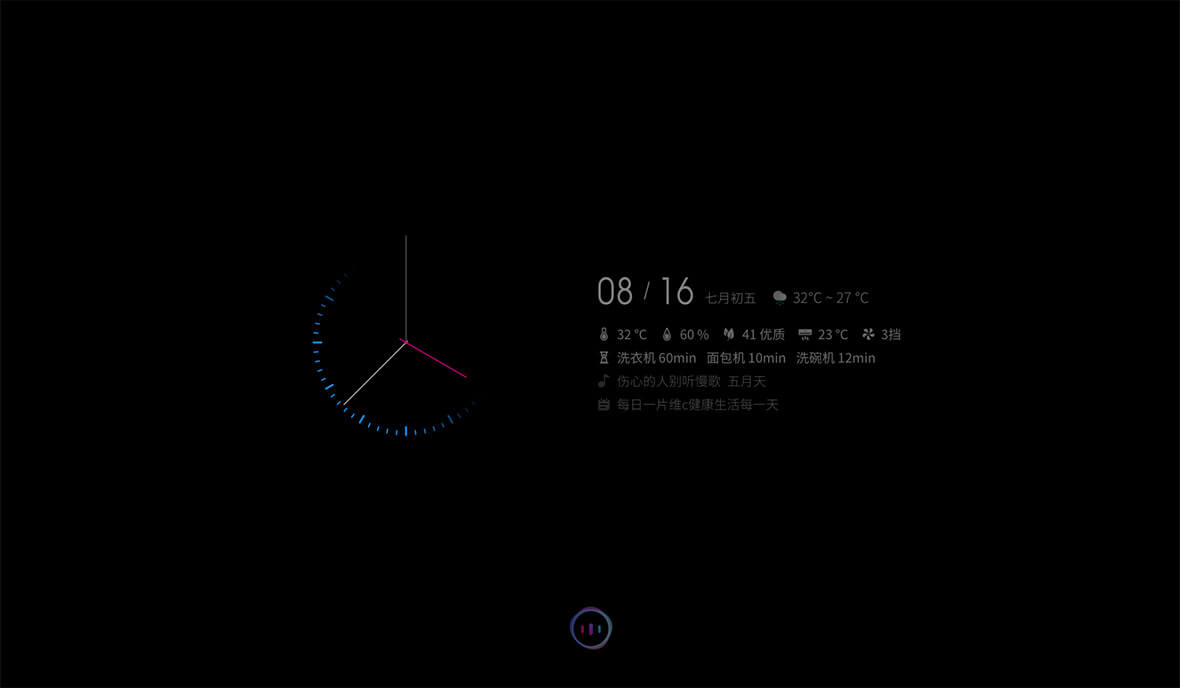 08 / 16 七月初五 32℃ ~ 27 ℃
32 ℃ 60 % 41 优质 23 ℃ 3挡
洗衣机 60min 面包机 10min 洗碗机 12min
伤心的人别听慢歌 五月天
每日一片维c健康生活每一天